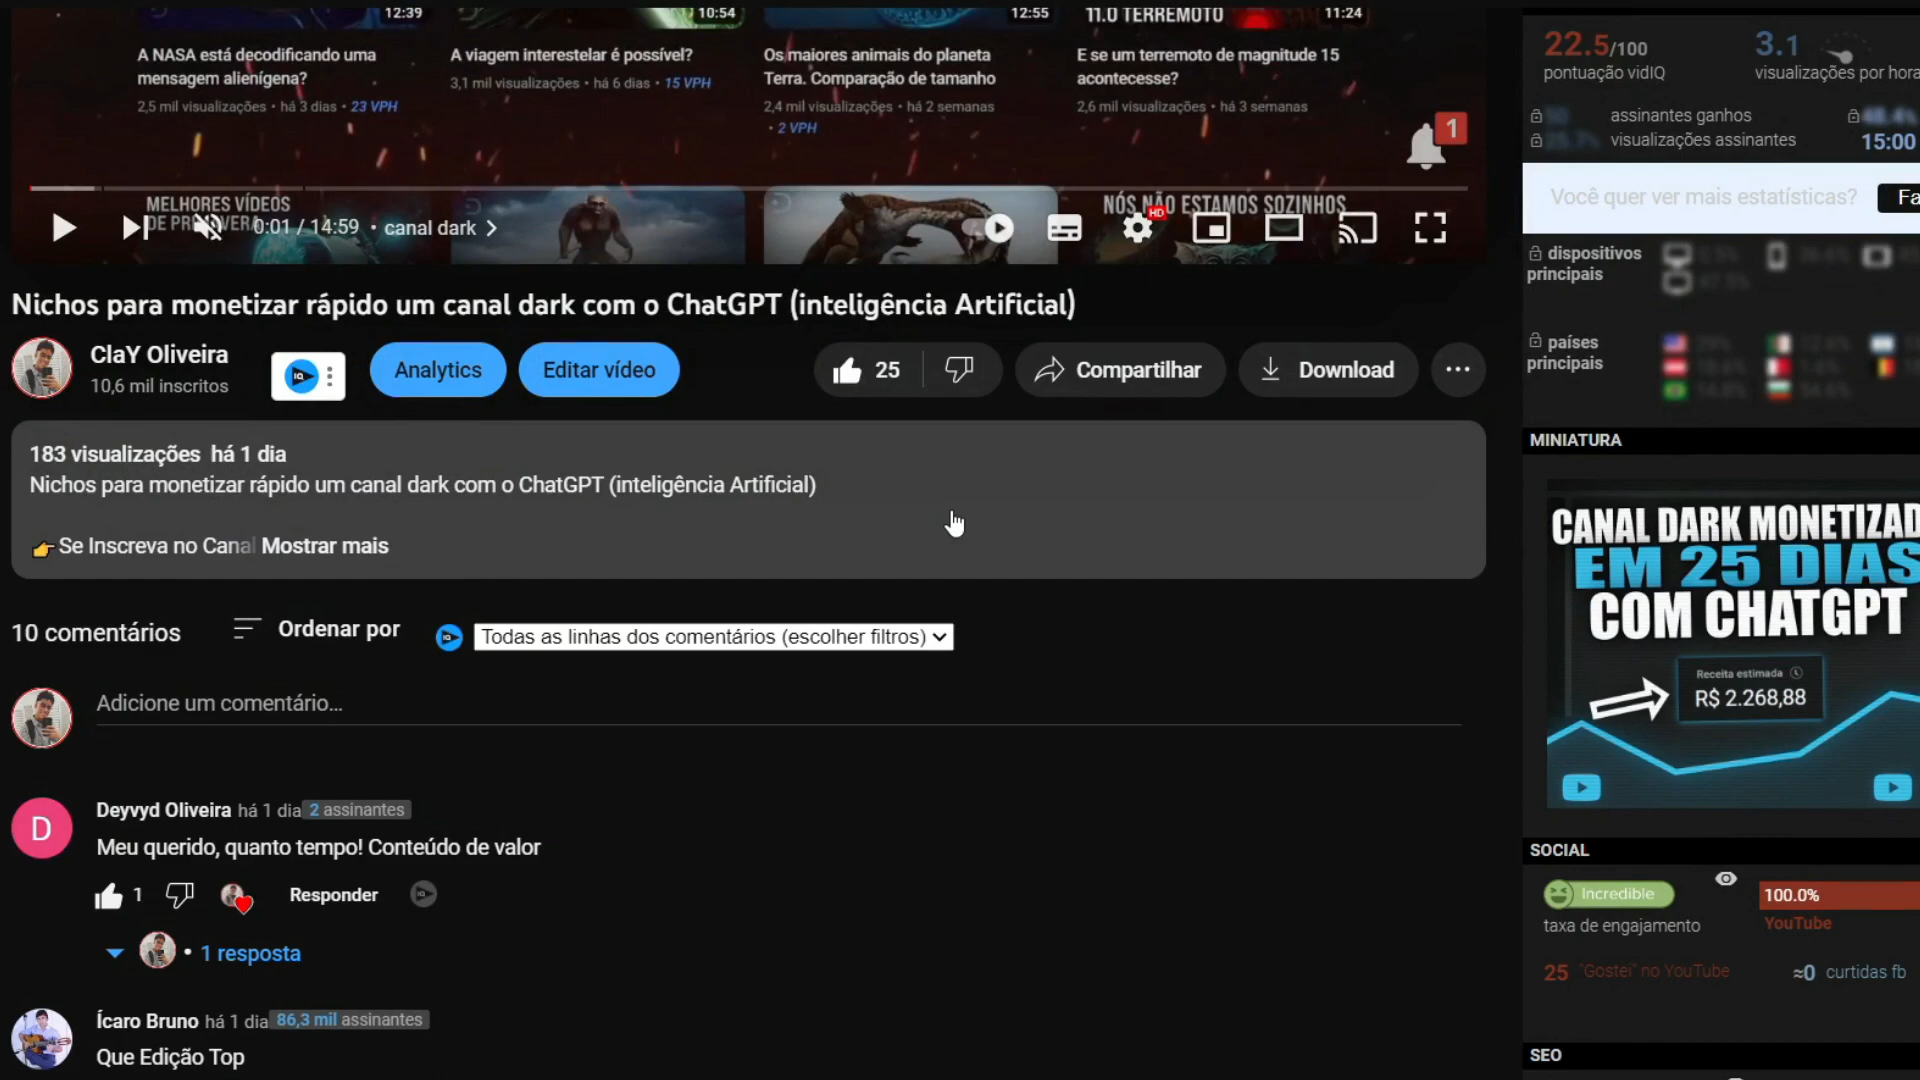 12:39
10:54
12:55
11.0 TERREMOTO
11:24
A NASA está decodificando uma
mensagem alienígena?
2,5 mil visualizações • há 3 dias • 23 VPH
A viagem interestelar é possível?
3,1 mil visualizações • há 6 dias • 15 VPH
Os maiores animais do planeta
Terra. Comparação de tamanho
2,4 mil visualizações • há 2 semanas
• 2 VPH
E se um terremoto de magnitude 15
acontecesse?
2,6 mil visualizações • há 3 semanas
1
MELHORES VÍDEOS
DE PRIMAVERA
NÓS NÃO ESTAMOS SOZINHOS
0:01 / 14:59 • canal dark
HD
Nichos para monetizar rápido um canal dark com o ChatGPT (inteligência Artificial)
ClaY Oliveira
10,6 mil inscritos
IQ
Analytics
Editar vídeo
25
Compartilhar
Download
183 visualizações há 1 dia
Nichos para monetizar rápido um canal dark com o ChatGPT (inteligência Artificial)
👉 Se Inscreva no Canal Mostrar mais
10 comentários
Ordenar por
Todas as linhas dos comentários (escolher filtros)
Adicione um comentário...
D
Deyvyd Oliveira há 1 dia 2 assinantes
Meu querido, quanto tempo! Conteúdo de valor
1
Responder
• 1 resposta
Ícaro Bruno há 1 dia 86,3 mil assinantes
Que Edição Top
22.5/100
pontuação vidIQ
3.1
visualizações por hora
assinantes ganhos
visualizações assinantes
15:00
Você quer ver mais estatísticas?
Fa
dispositivos
principais
países
principais
MINIATURA
CANAL DARK MONETIZAD
EM 25 DIAS
COM CHATGPT
Receita estimada
R$ 2.268,88
SOCIAL
Incredible
taxa de engajamento
100.0%
YouTube
25 "Gostei" no YouTube
≈0 curtidas fb
SEO